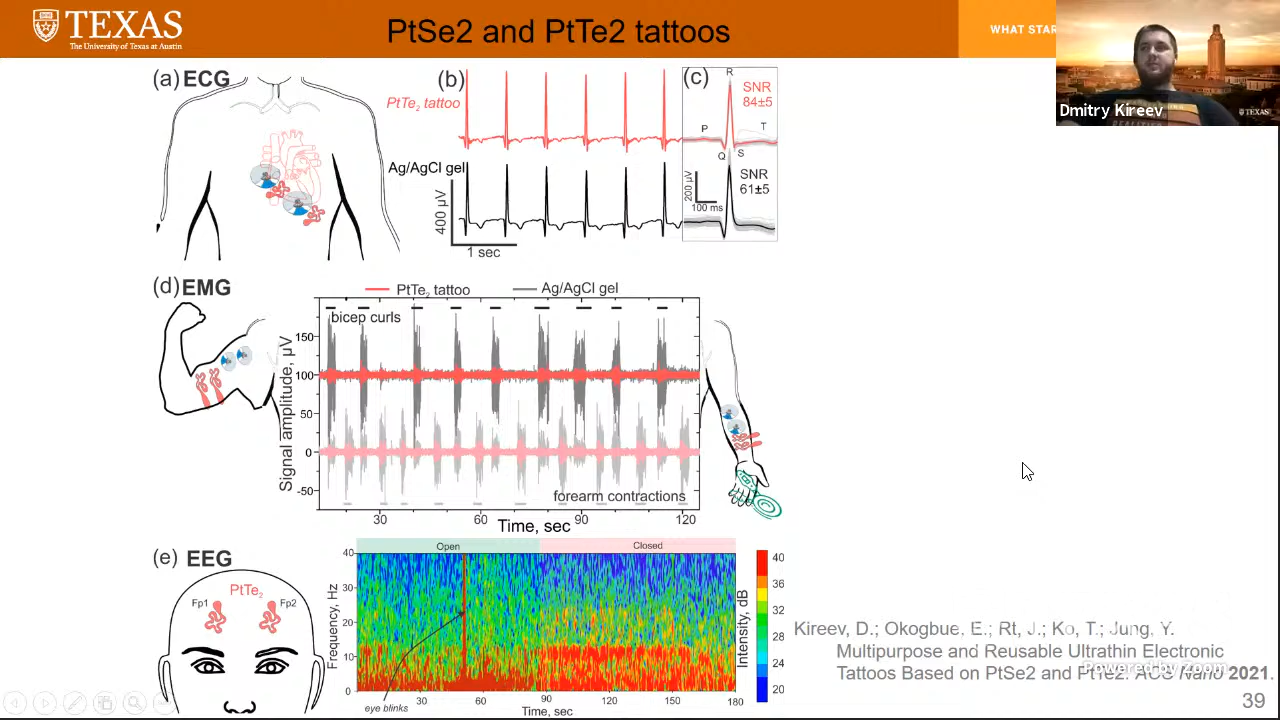 TEXAS
The University of Texas at Austin
PtSe2 and PtTe2 tattoos
WHAT STAR
Dmitry Kireev
TEXAS
(a) ECG
(b)
(c)
PtTe2 tattoo
Ag/AgCl gel
400 µV
1 sec
R
SNR
84±5
P
T
Q
S
SNR
61±5
200 µV
100 ms
(d) EMG
PtTe2 tattoo
Ag/AgCl gel
bicep curls
Signal amplitude, µV
150
100
50
0
-50
forearm contractions
30
60
90
120
Time, sec
(e) EEG
PtTe2
Fp1
Fp2
Open
Closed
Frequency, Hz
40
30
20
10
0
eye blinks
30
60
90
120
150
180
Time, sec
Intensity, dB
40
36
32
28
24
20
Kireev, D.; Okogbue, E.; Rt, J.; Ko, T.; Jung, Y.
Multipurpose and Reusable Ultrathin Electronic
Tattoos Based on PtSe2 and PtTe2. ACS Nano 2021.
Powered by Zoom
39